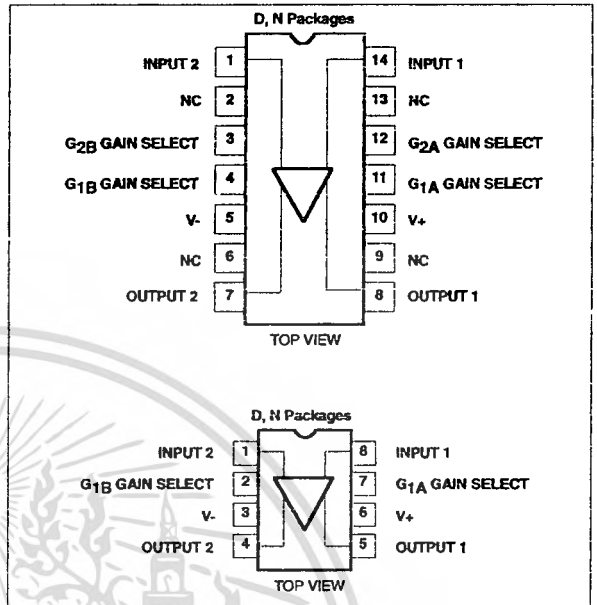 D, N Packages
INPUT 2 1 14 INPUT 1
NC 2 13 NC
G2B GAIN SELECT 3 12 G2A GAIN SELECT
G1B GAIN SELECT 4 11 G1A GAIN SELECT
V- 5 10 V+
NC 6 9 NC
OUTPUT 2 7 8 OUTPUT 1
TOP VIEW
D, N Packages
INPUT 2 1 8 INPUT 1
G1B GAIN SELECT 2 7 G1A GAIN SELECT
V- 3 6 V+
OUTPUT 2 4 5 OUTPUT 1
TOP VIEW